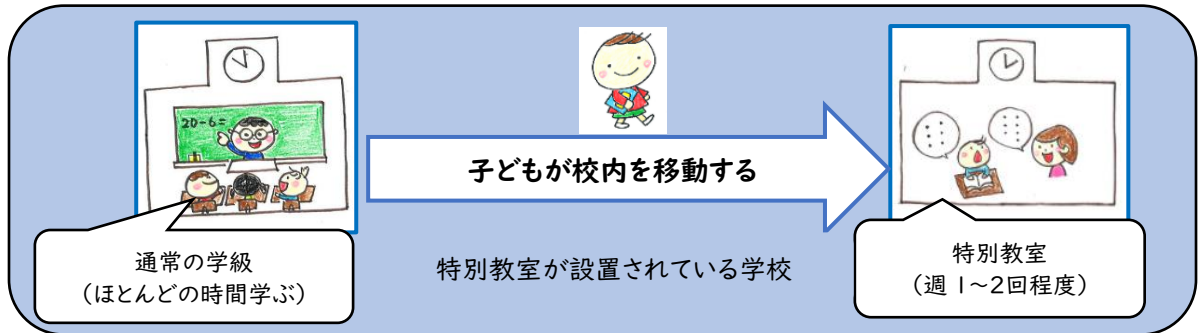 20-6=
子どもが校内を移動する
通常の学級
（ほとんどの時間学ぶ）
特別教室が設置されている学校
特別教室
（週 1～2回程度）